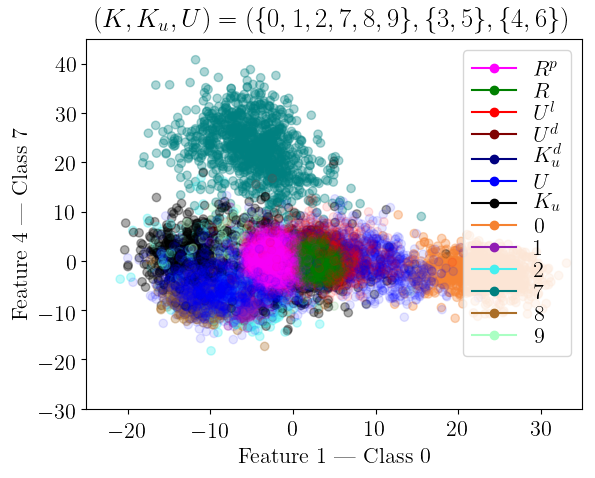 (K, K_u, U) = ({0, 1, 2, 7, 8, 9}, {3, 5}, {4, 6})
Feature 4 — Class 7
40
30
20
10
0
−10
−20
−30
−20
−10
0
10
20
30
Feature 1 — Class 0
R^p
R
U^l
U^d
K_u^d
U
K_u
0
1
2
7
8
9